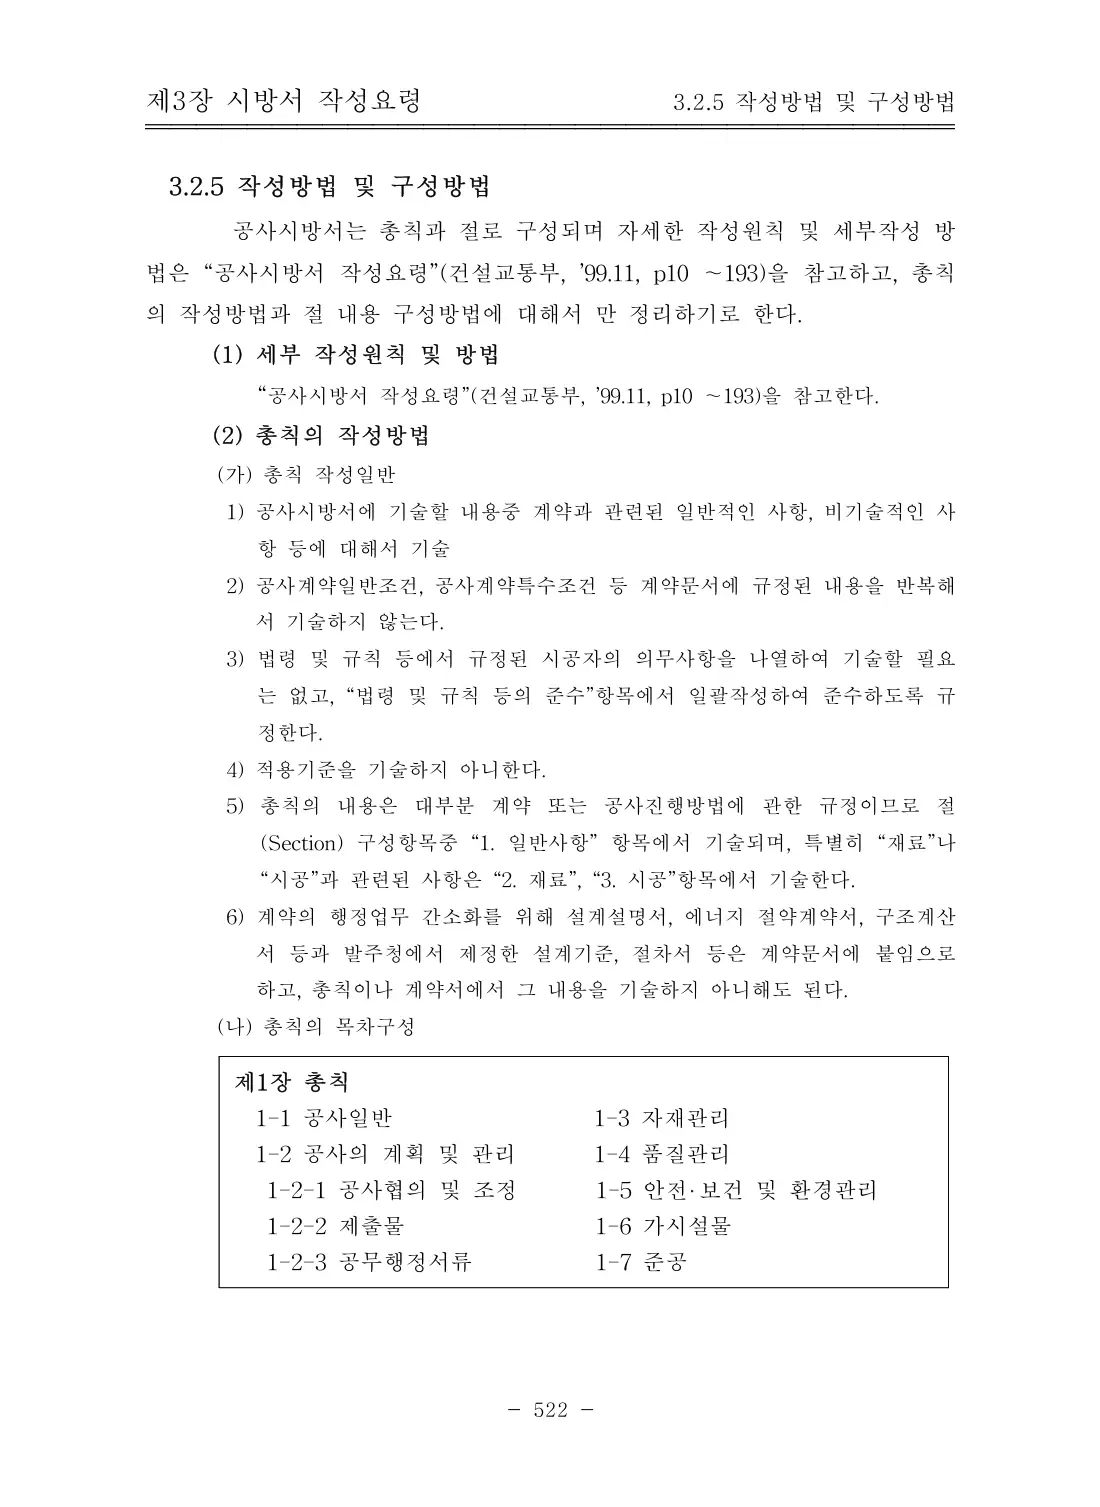 제3장 시방서 작성요령
3.2.5 작성방법 및 구성방법
3.2.5 작성방법 및 구성방법
공사시방서는 총칙과 절로 구성되며 자세한 작성원칙 및 세부작성 방
법은 “공사시방서 작성요령”(건설교통부, ’99.11, p10 ~193)을 참고하고, 총칙
의 작성방법과 절 내용 구성방법에 대해서 만 정리하기로 한다.
(1) 세부 작성원칙 및 방법
“공사시방서 작성요령”(건설교통부, ’99.11, p10 ~193)을 참고한다.
(2) 총칙의 작성방법
(가) 총칙 작성일반
1) 공사시방서에 기술할 내용중 계약과 관련된 일반적인 사항, 비기술적인 사
항 등에 대해서 기술
2) 공사계약일반조건, 공사계약특수조건 등 계약문서에 규정된 내용을 반복해
서 기술하지 않는다.
3) 법령 및 규칙 등에서 규정된 시공자의 의무사항을 나열하여 기술할 필요
는 없고, “법령 및 규칙 등의 준수”항목에서 일괄작성하여 준수하도록 규
정한다.
4) 적용기준을 기술하지 아니한다.
5) 총칙의 내용은 대부분 계약 또는 공사진행방법에 관한 규정이므로 절
(Section) 구성항목중 “1. 일반사항” 항목에서 기술되며, 특별히 “재료”나
“시공”과 관련된 사항은 “2. 재료”, “3. 시공”항목에서 기술한다.
6) 계약의 행정업무 간소화를 위해 설계설명서, 에너지 절약계약서, 구조계산
서 등과 발주청에서 제정한 설계기준, 절차서 등은 계약문서에 붙임으로
하고, 총칙이나 계약서에서 그 내용을 기술하지 아니해도 된다.
(나) 총칙의 목차구성
제1장 총칙
1-1 공사일반
1-2 공사의 계획 및 관리
1-2-1 공사협의 및 조정
1-2-2 제출물
1-2-3 공무행정서류
1-3 자재관리
1-4 품질관리
1-5 안전·보건 및 환경관리
1-6 가시설물
1-7 준공
- 522 -